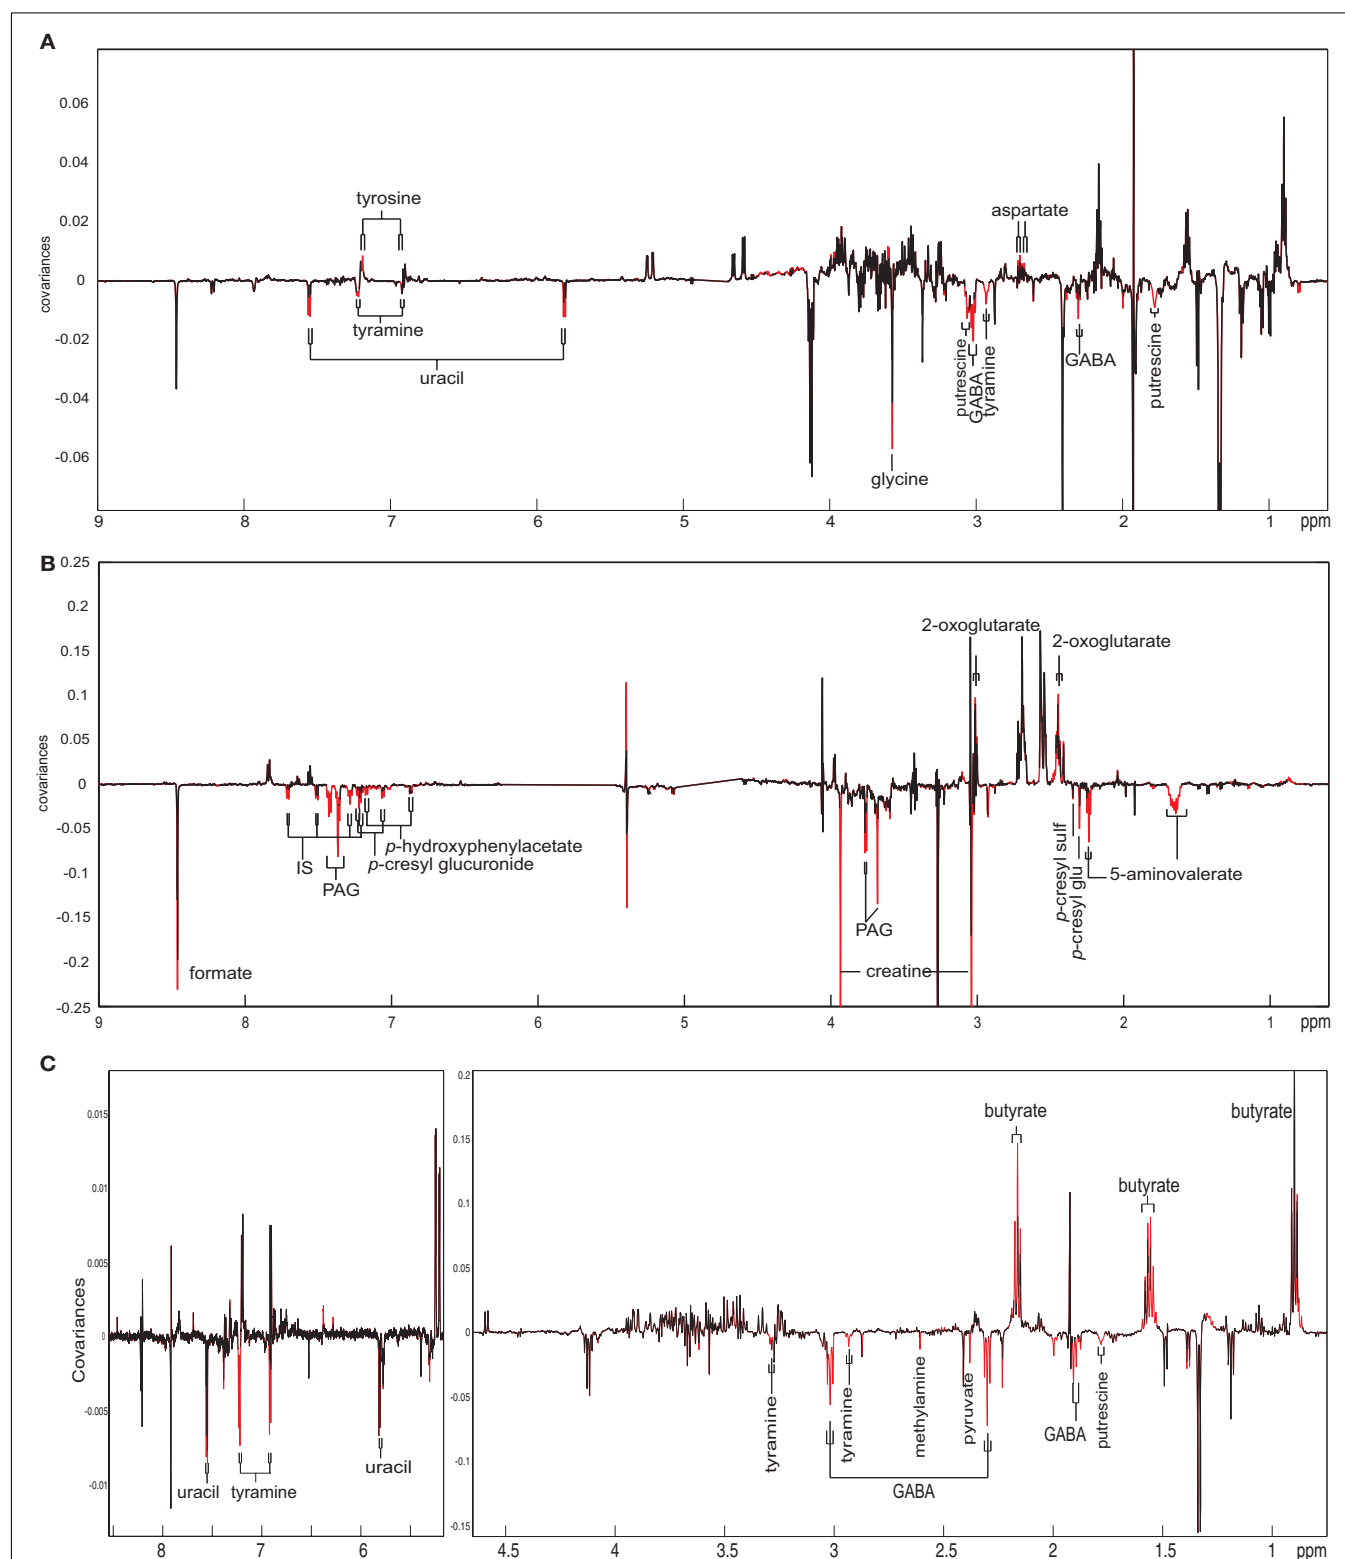 A
0.06
0.04
0.02
0
-0.02
-0.04
-0.06
covariances
tyrosine
tyramine
uracil
aspartate
putrescine
GABA
tyramine
GABA
putrescine
glycine
9 8 7 6 5 4 3 2 1 ppm
B
0.25
0.2
0.15
0.1
0.05
0
-0.05
-0.1
-0.15
-0.2
-0.25
covariances
2-oxoglutarate
2-oxoglutarate
p-hydroxyphenylacetate
p-cresyl glucuronide
IS
PAG
PAG
p-cresyl sulf
p-cresyl glu
5-aminovalerate
formate
creatine
9 8 7 6 5 4 3 2 1 ppm
C
0.015
0.01
0.005
0
-0.005
-0.01
Covariances
uracil
tyramine
uracil
8 7 6
0.2
0.15
0.1
0.05
0
-0.05
-0.1
-0.15
butyrate
butyrate
butyrate
tyramine
tyramine
methylamine
pyruvate
GABA
putrescine
GABA
4.5 4 3.5 3 2.5 2 1.5 1 ppm